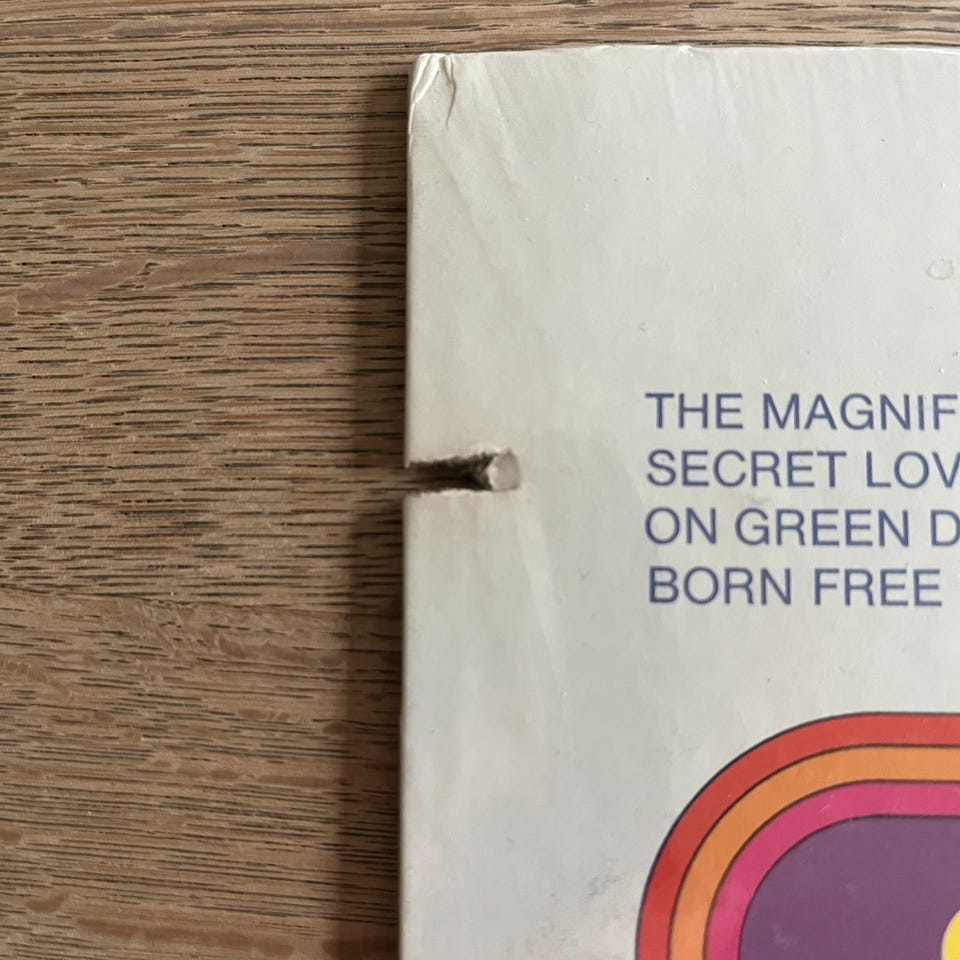 THE MAGNIF
SECRET LOV
ON GREEN D
BORN FREE